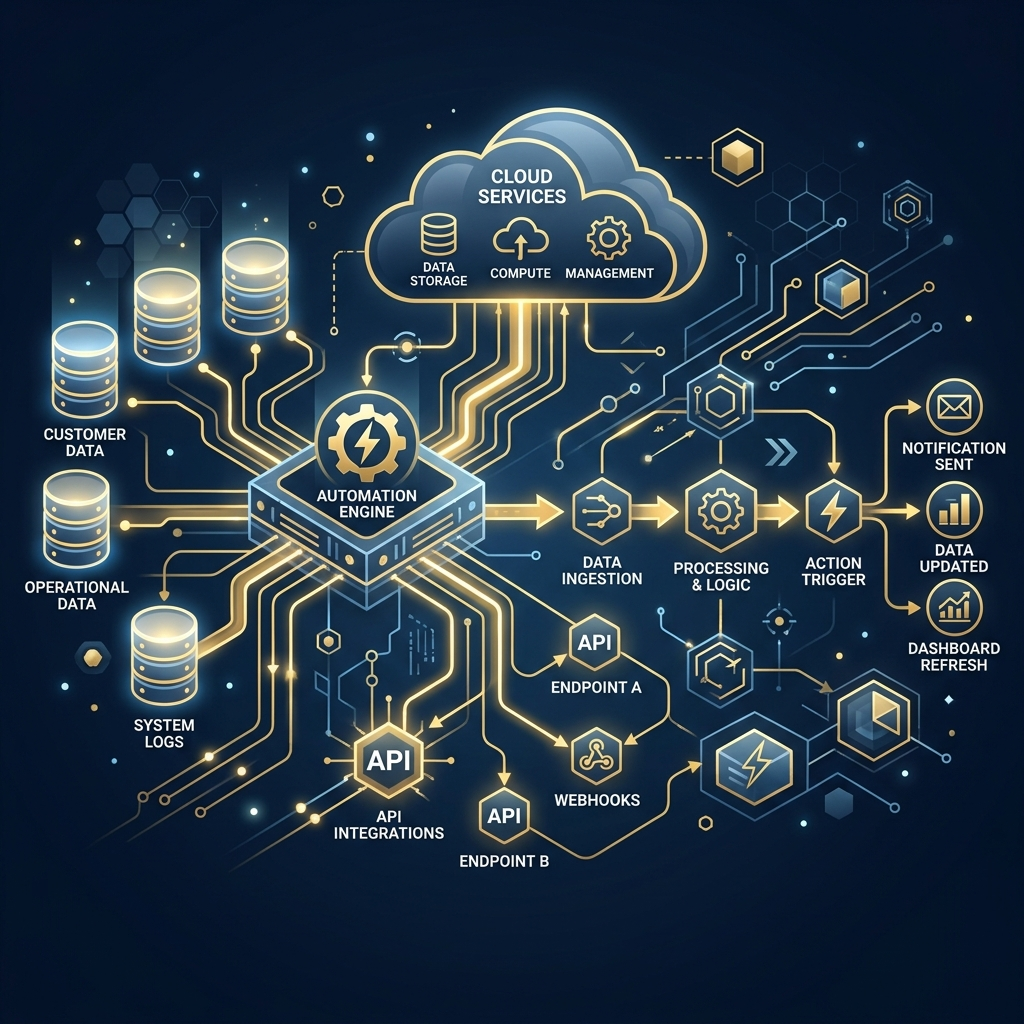 CLOUD
SERVICES
DATA
STORAGE
COMPUTE
MANAGEMENT
CUSTOMER
DATA
AUTOMATION
ENGINE
OPERATIONAL
DATA
SYSTEM
LOGS
DATA
INGESTION
PROCESSING
& LOGIC
ACTION
TRIGGER
NOTIFICATION
SENT
DATA
UPDATED
DASHBOARD
REFRESH
API
ENDPOINT A
API
API
INTEGRATIONS
WEBHOOKS
API
ENDPOINT B